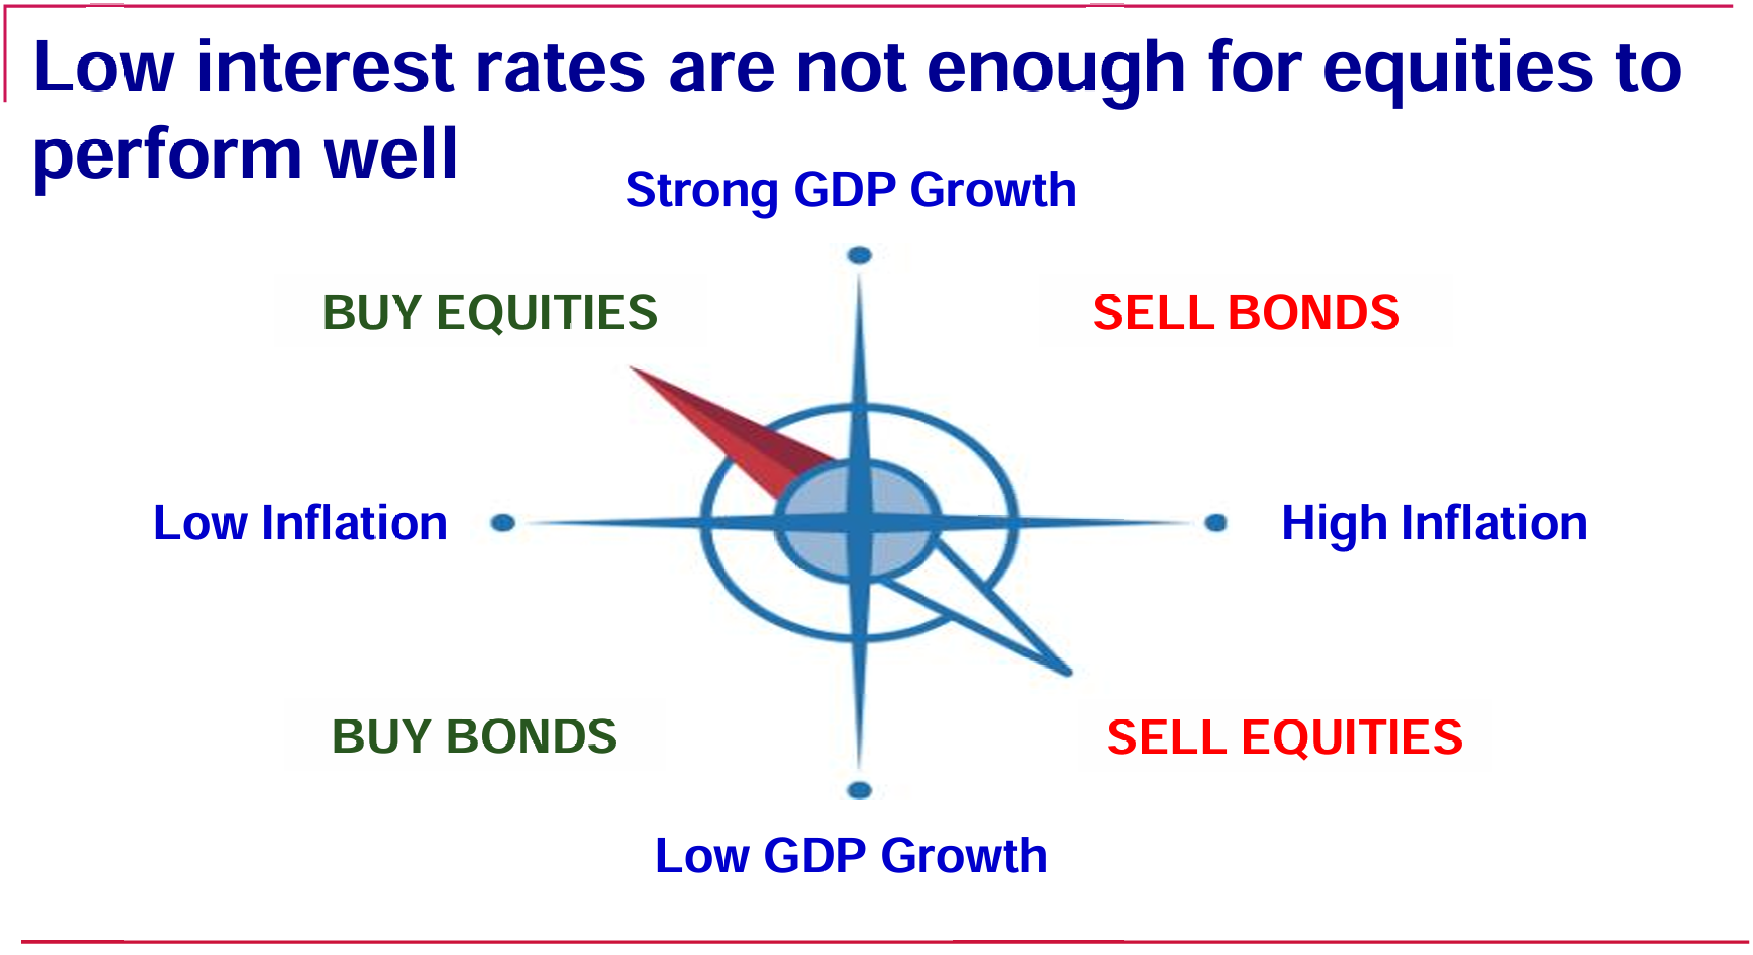 Low interest rates are not enough for equities to
perform well
Strong GDP Growth
BUY EQUITIES
SELL BONDS
Low Inflation
High Inflation
BUY BONDS
SELL EQUITIES
Low GDP Growth